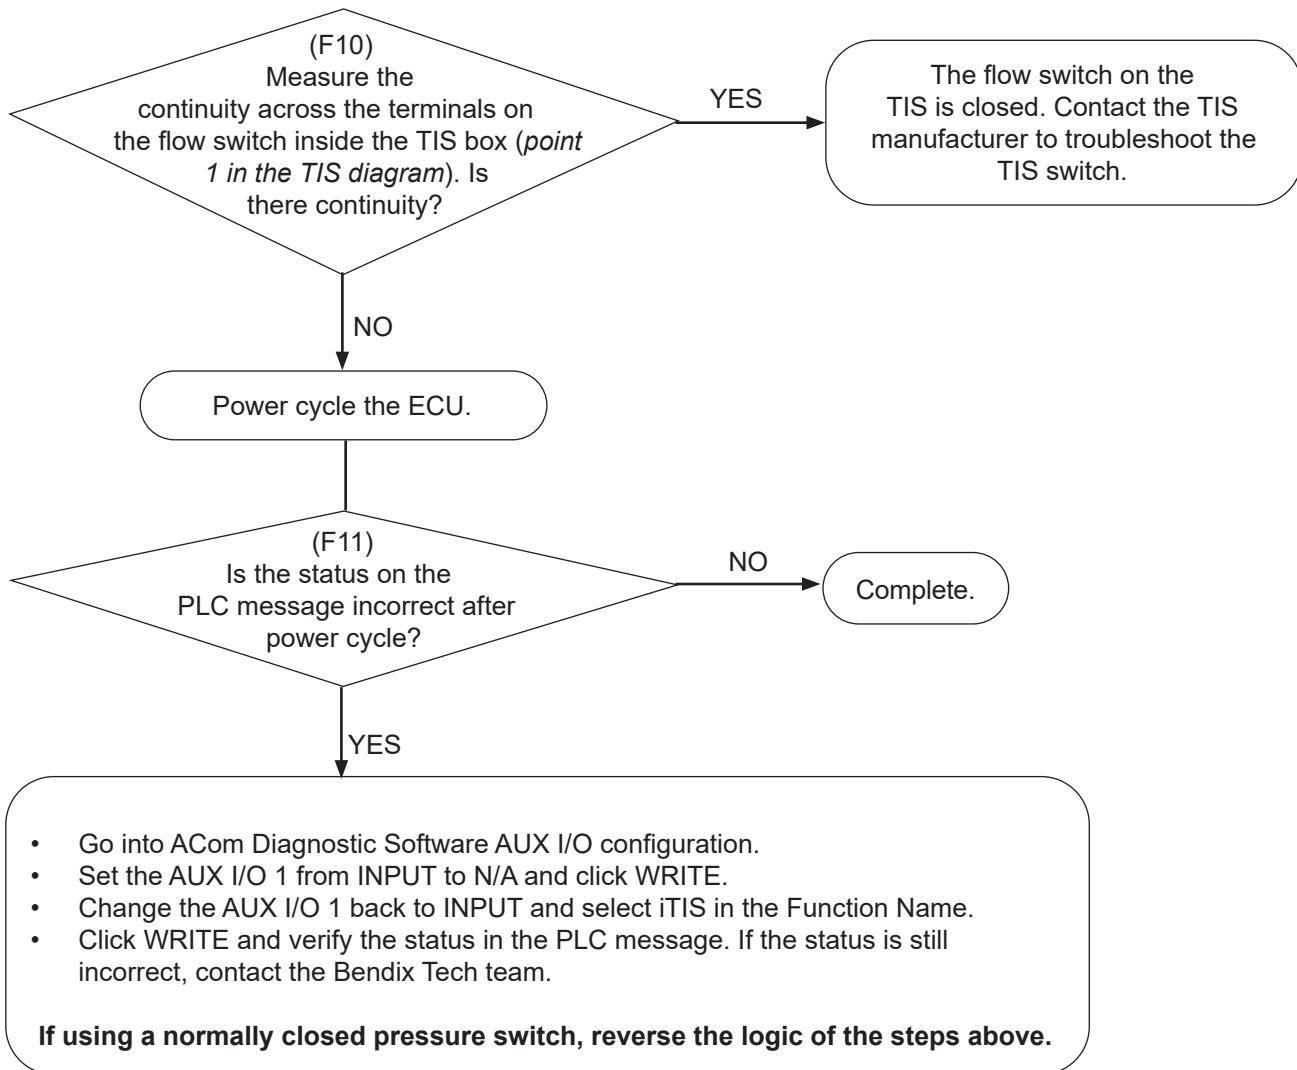 (F10)
Measure the
continuity across the terminals on
the flow switch inside the TIS box (point
1 in the TIS diagram). Is
there continuity?
YES
The flow switch on the
TIS is closed. Contact the TIS
manufacturer to troubleshoot the
TIS switch.
NO
Power cycle the ECU.
(F11)
Is the status on the
PLC message incorrect after
power cycle?
NO
Complete.
YES
• Go into ACom Diagnostic Software AUX I/O configuration.
• Set the AUX I/O 1 from INPUT to N/A and click WRITE.
• Change the AUX I/O 1 back to INPUT and select iTIS in the Function Name.
• Click WRITE and verify the status in the PLC message. If the status is still
incorrect, contact the Bendix Tech team.
If using a normally closed pressure switch, reverse the logic of the steps above.